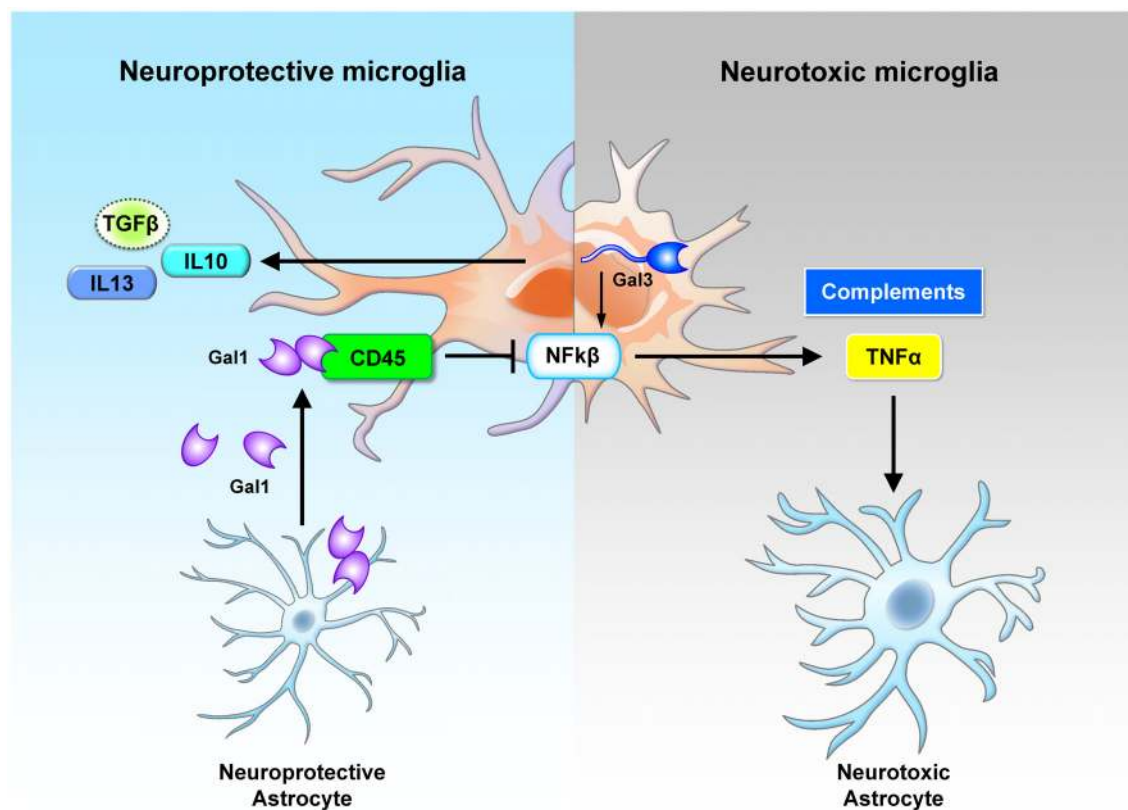 Neuroprotective microglia
Neurotoxic microglia
TGFβ
IL10
IL13
Gal3
Complements
Gal1
CD45
NFkβ
TNFα
Gal1
Neuroprotective
Astrocyte
Neurotoxic
Astrocyte